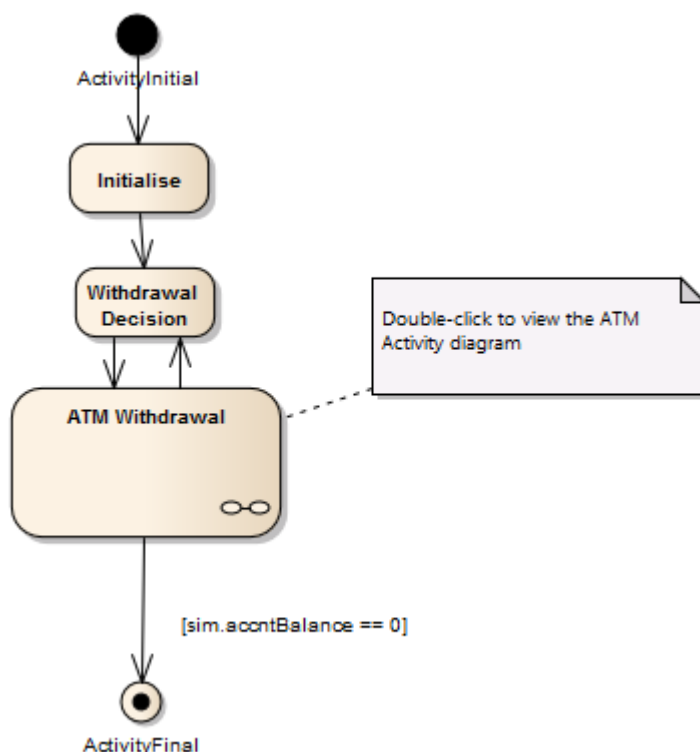 ActivityInitial
Initialise
Withdrawal
Decision
Double-click to view the ATM
Activity diagram
ATM Withdrawal
[sim.accntBalance == 0]
ActivityFinal